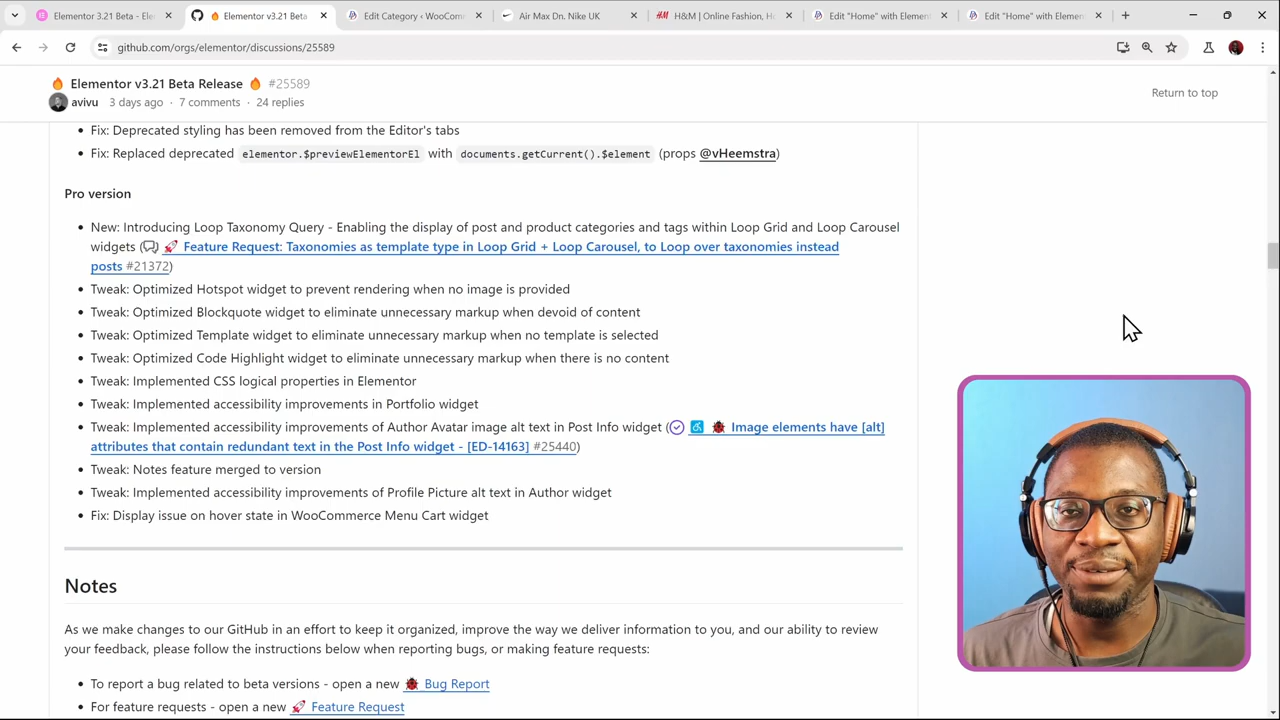 Elementor 3.21 Beta - Ele
Elementor v3.21 Beta
Edit Category ‹ WooComm
Air Max Dn. Nike UK
H&M | Online Fashion, Ho
Edit "Home" with Element
Edit "Home" with Element
github.com/orgs/elementor/discussions/25589
🔥 Elementor v3.21 Beta Release 🔥 #25589
avivu 3 days ago · 7 comments · 24 replies
Return to top
• Fix: Deprecated styling has been removed from the Editor's tabs
• Fix: Replaced deprecated elementor.$previewElementorEl with documents.getCurrent().$element (props @vHeemstra)
Pro version
• New: Introducing Loop Taxonomy Query - Enabling the display of post and product categories and tags within Loop Grid and Loop Carousel
widgets (🚀 Feature Request: Taxonomies as template type in Loop Grid + Loop Carousel, to Loop over taxonomies instead
posts #21372)
• Tweak: Optimized Hotspot widget to prevent rendering when no image is provided
• Tweak: Optimized Blockquote widget to eliminate unnecessary markup when devoid of content
• Tweak: Optimized Template widget to eliminate unnecessary markup when no template is selected
• Tweak: Optimized Code Highlight widget to eliminate unnecessary markup when there is no content
• Tweak: Implemented CSS logical properties in Elementor
• Tweak: Implemented accessibility improvements in Portfolio widget
• Tweak: Implemented accessibility improvements of Author Avatar image alt text in Post Info widget (♿ 🐞 Image elements have [alt]
attributes that contain redundant text in the Post Info widget - [ED-14163] #25440)
• Tweak: Notes feature merged to version
• Tweak: Implemented accessibility improvements of Profile Picture alt text in Author widget
• Fix: Display issue on hover state in WooCommerce Menu Cart widget
Notes
As we make changes to our GitHub in an effort to keep it organized, improve the way we deliver information to you, and our ability to review
your feedback, please follow the instructions below when reporting bugs, or making feature requests:
• To report a bug related to beta versions - open a new 🐞 Bug Report
• For feature requests - open a new 🚀 Feature Request